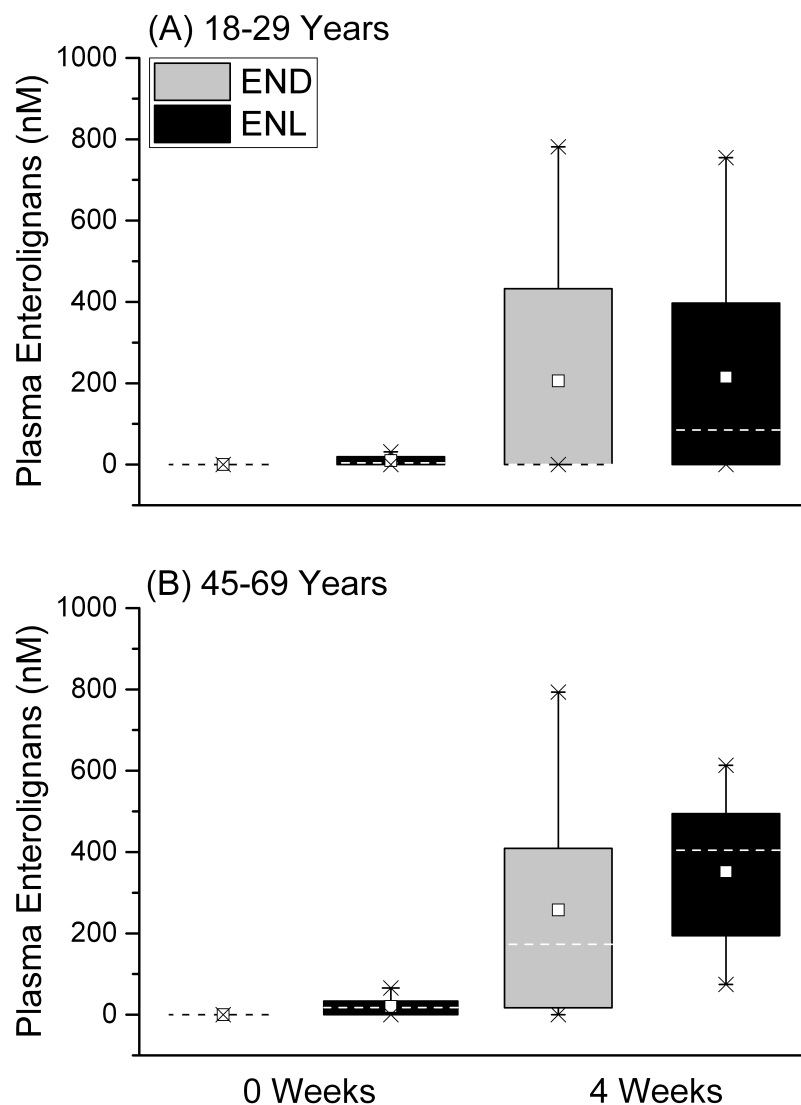 (A) 18-29 Years
Plasma Enterolignans (nM)
1000
800
600
400
200
0
END
ENL
(B) 45-69 Years
Plasma Enterolignans (nM)
1000
800
600
400
200
0
0 Weeks
4 Weeks